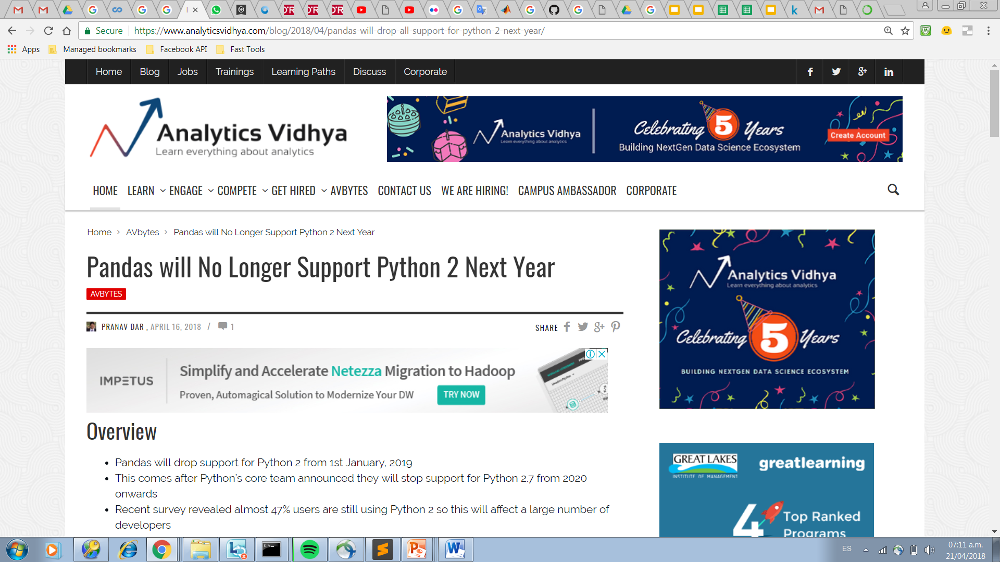 Secure
https://www.analyticsvidhya.com/blog/2018/04/pandas-will-drop-all-support-for-python-2-next-year/
Apps Managed bookmarks Facebook API Fast Tools
Home Blog Jobs Trainings Learning Paths Discuss Corporate
Analytics Vidhya
Learn everything about analytics
Analytics Vidhya
Learn everything about analytics
Celebrating 5 Years
Building NextGen Data Science Ecosystem
Create Account
HOME LEARN ENGAGE COMPETE GET HIRED AVBYTES CONTACT US WE ARE HIRING! CAMPUS AMBASSADOR CORPORATE
Home > AVbytes > Pandas will No Longer Support Python 2 Next Year
Pandas will No Longer Support Python 2 Next Year
AVBYTES
PRANAV DAR , APRIL 16, 2018 / 1
SHARE
IMPETUS
Simplify and Accelerate Netezza Migration to Hadoop
Proven, Automagical Solution to Modernize Your DW
TRY NOW
Overview
• Pandas will drop support for Python 2 from 1st January, 2019
• This comes after Python's core team announced they will stop support for Python 2.7 from 2020
onwards
• Recent survey revealed almost 47% users are still using Python 2 so this will affect a large number of
developers
Analytics Vidhya
Learn everything about analytics
Celebrating 5 Years
BUILDING NEXTGEN DATA SCIENCE ECOSYSTEM
GREAT LAKES
INSTITUTE OF MANAGEMENT
greatlearning
4 Top Ranked
Programs
ES
07:11 a.m.
21/04/2018